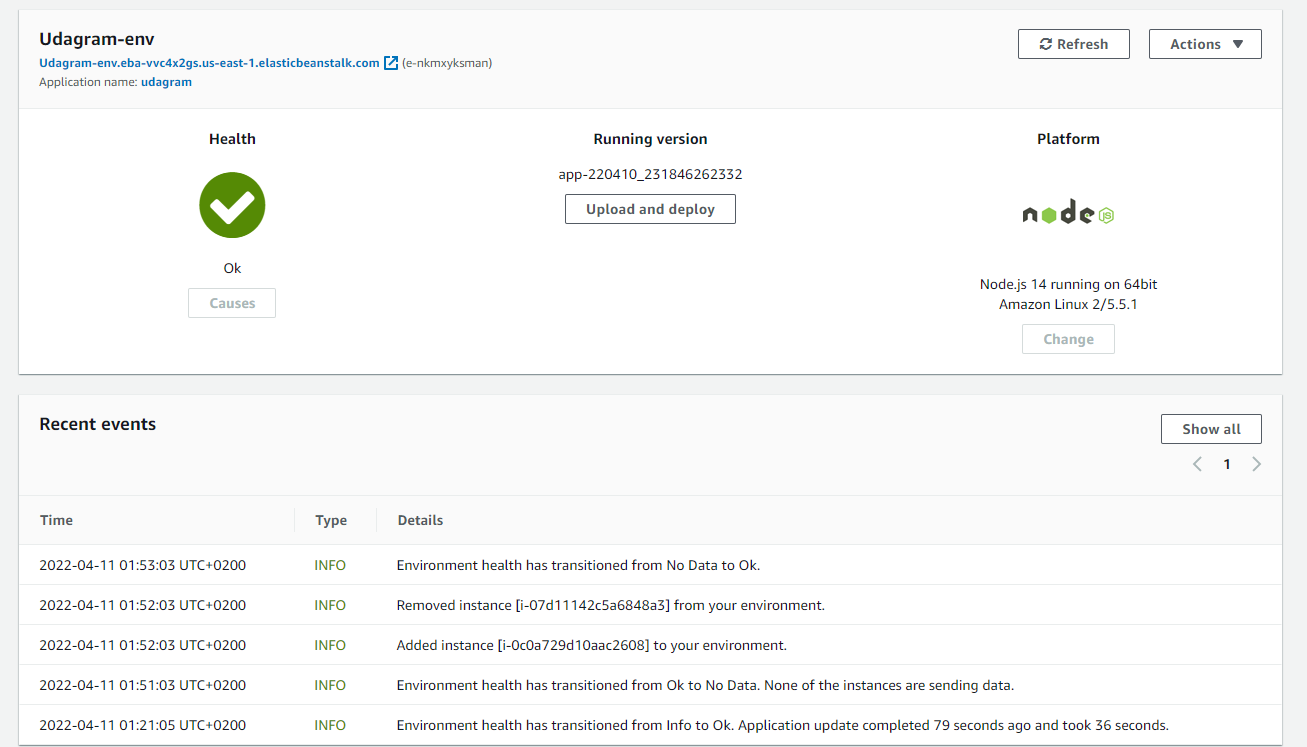 Udagram-env
Refresh
Actions
Udagram-env.eba-vvc4x2gs.us-east-1.elasticbeanstalk.com (e-nkmxyksman)
Application name: udagram
Health
Running version
Platform
app-220410_231846262332
Upload and deploy
node JS
Ok
Causes
Node.js 14 running on 64bit
Amazon Linux 2/5.5.1
Change
Recent events
Show all
1
Time Type Details
2022-04-11 01:53:03 UTC+0200 INFO Environment health has transitioned from No Data to Ok.
2022-04-11 01:52:03 UTC+0200 INFO Removed instance [i-07d11142c5a6848a3] from your environment.
2022-04-11 01:52:03 UTC+0200 INFO Added instance [i-0c0a729d10aac2608] to your environment.
2022-04-11 01:51:03 UTC+0200 INFO Environment health has transitioned from Ok to No Data. None of the instances are sending data.
2022-04-11 01:21:05 UTC+0200 INFO Environment health has transitioned from Info to Ok. Application update completed 79 seconds ago and took 36 seconds.